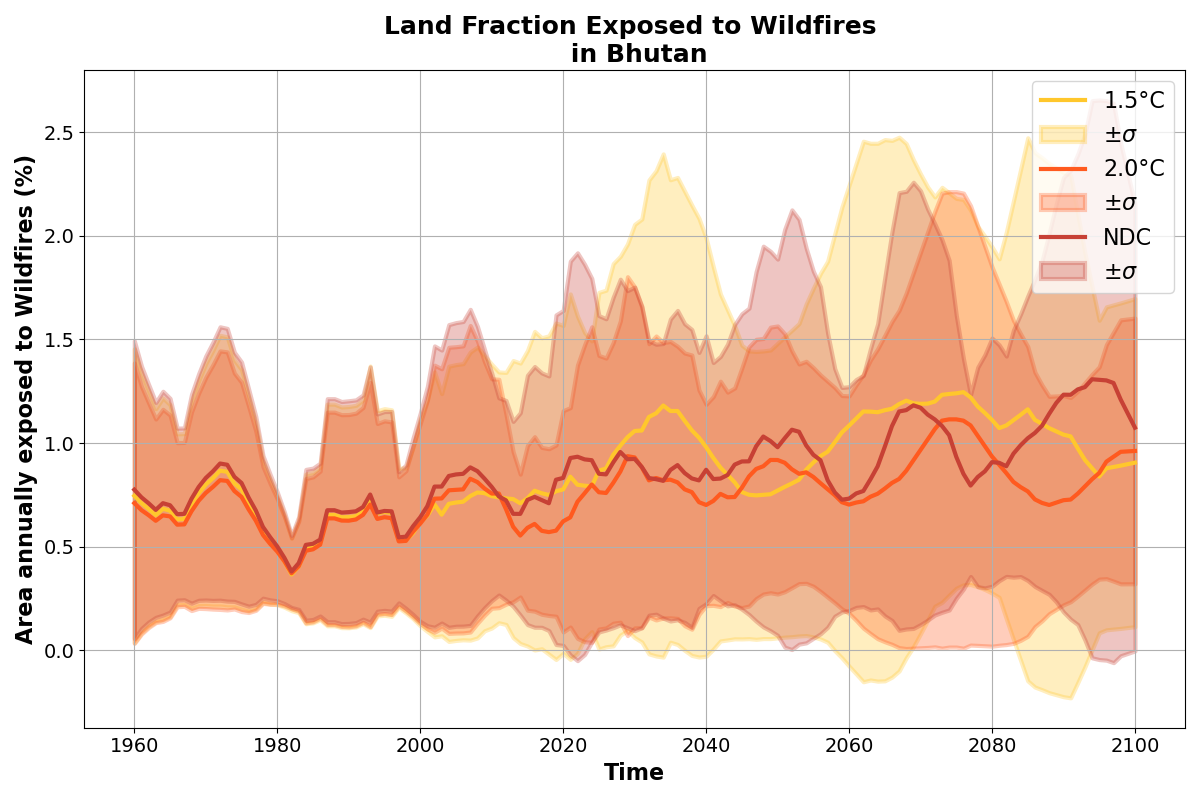 Land Fraction Exposed to Wildfires
in Bhutan
Area annually exposed to Wildfires (%)
2.5
2.0
1.5
1.0
0.5
0.0
1960 1980 2000 2020 2040 2060 2080 2100
Time
1.5°C
±σ
2.0°C
±σ
NDC
±σ